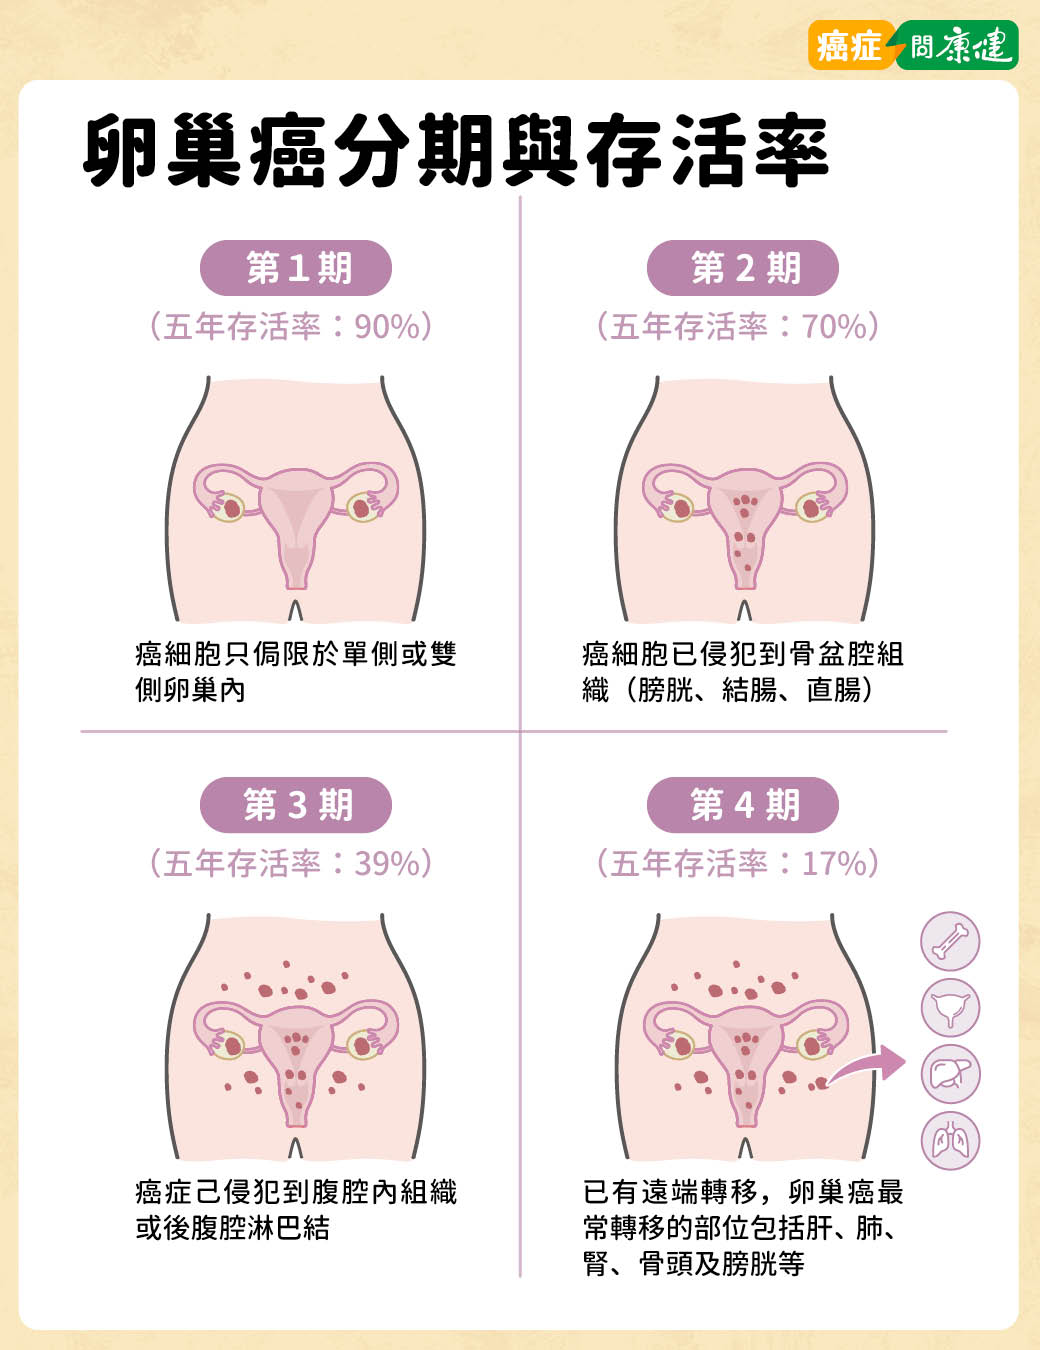 癌症問康健
卵巢癌分期與存活率
第1期
（五年存活率：90%）
癌細胞只侷限於單側或雙
側卵巢內
第2期
（五年存活率：70%）
癌細胞已侵犯到骨盆腔組
織（膀胱、結腸、直腸）
第3期
（五年存活率：39%）
癌症己侵犯到腹腔內組織
或後腹腔淋巴結
第4期
（五年存活率：17%）
已有遠端轉移，卵巢癌最
常轉移的部位包括肝、肺、
腎、骨頭及膀胱等